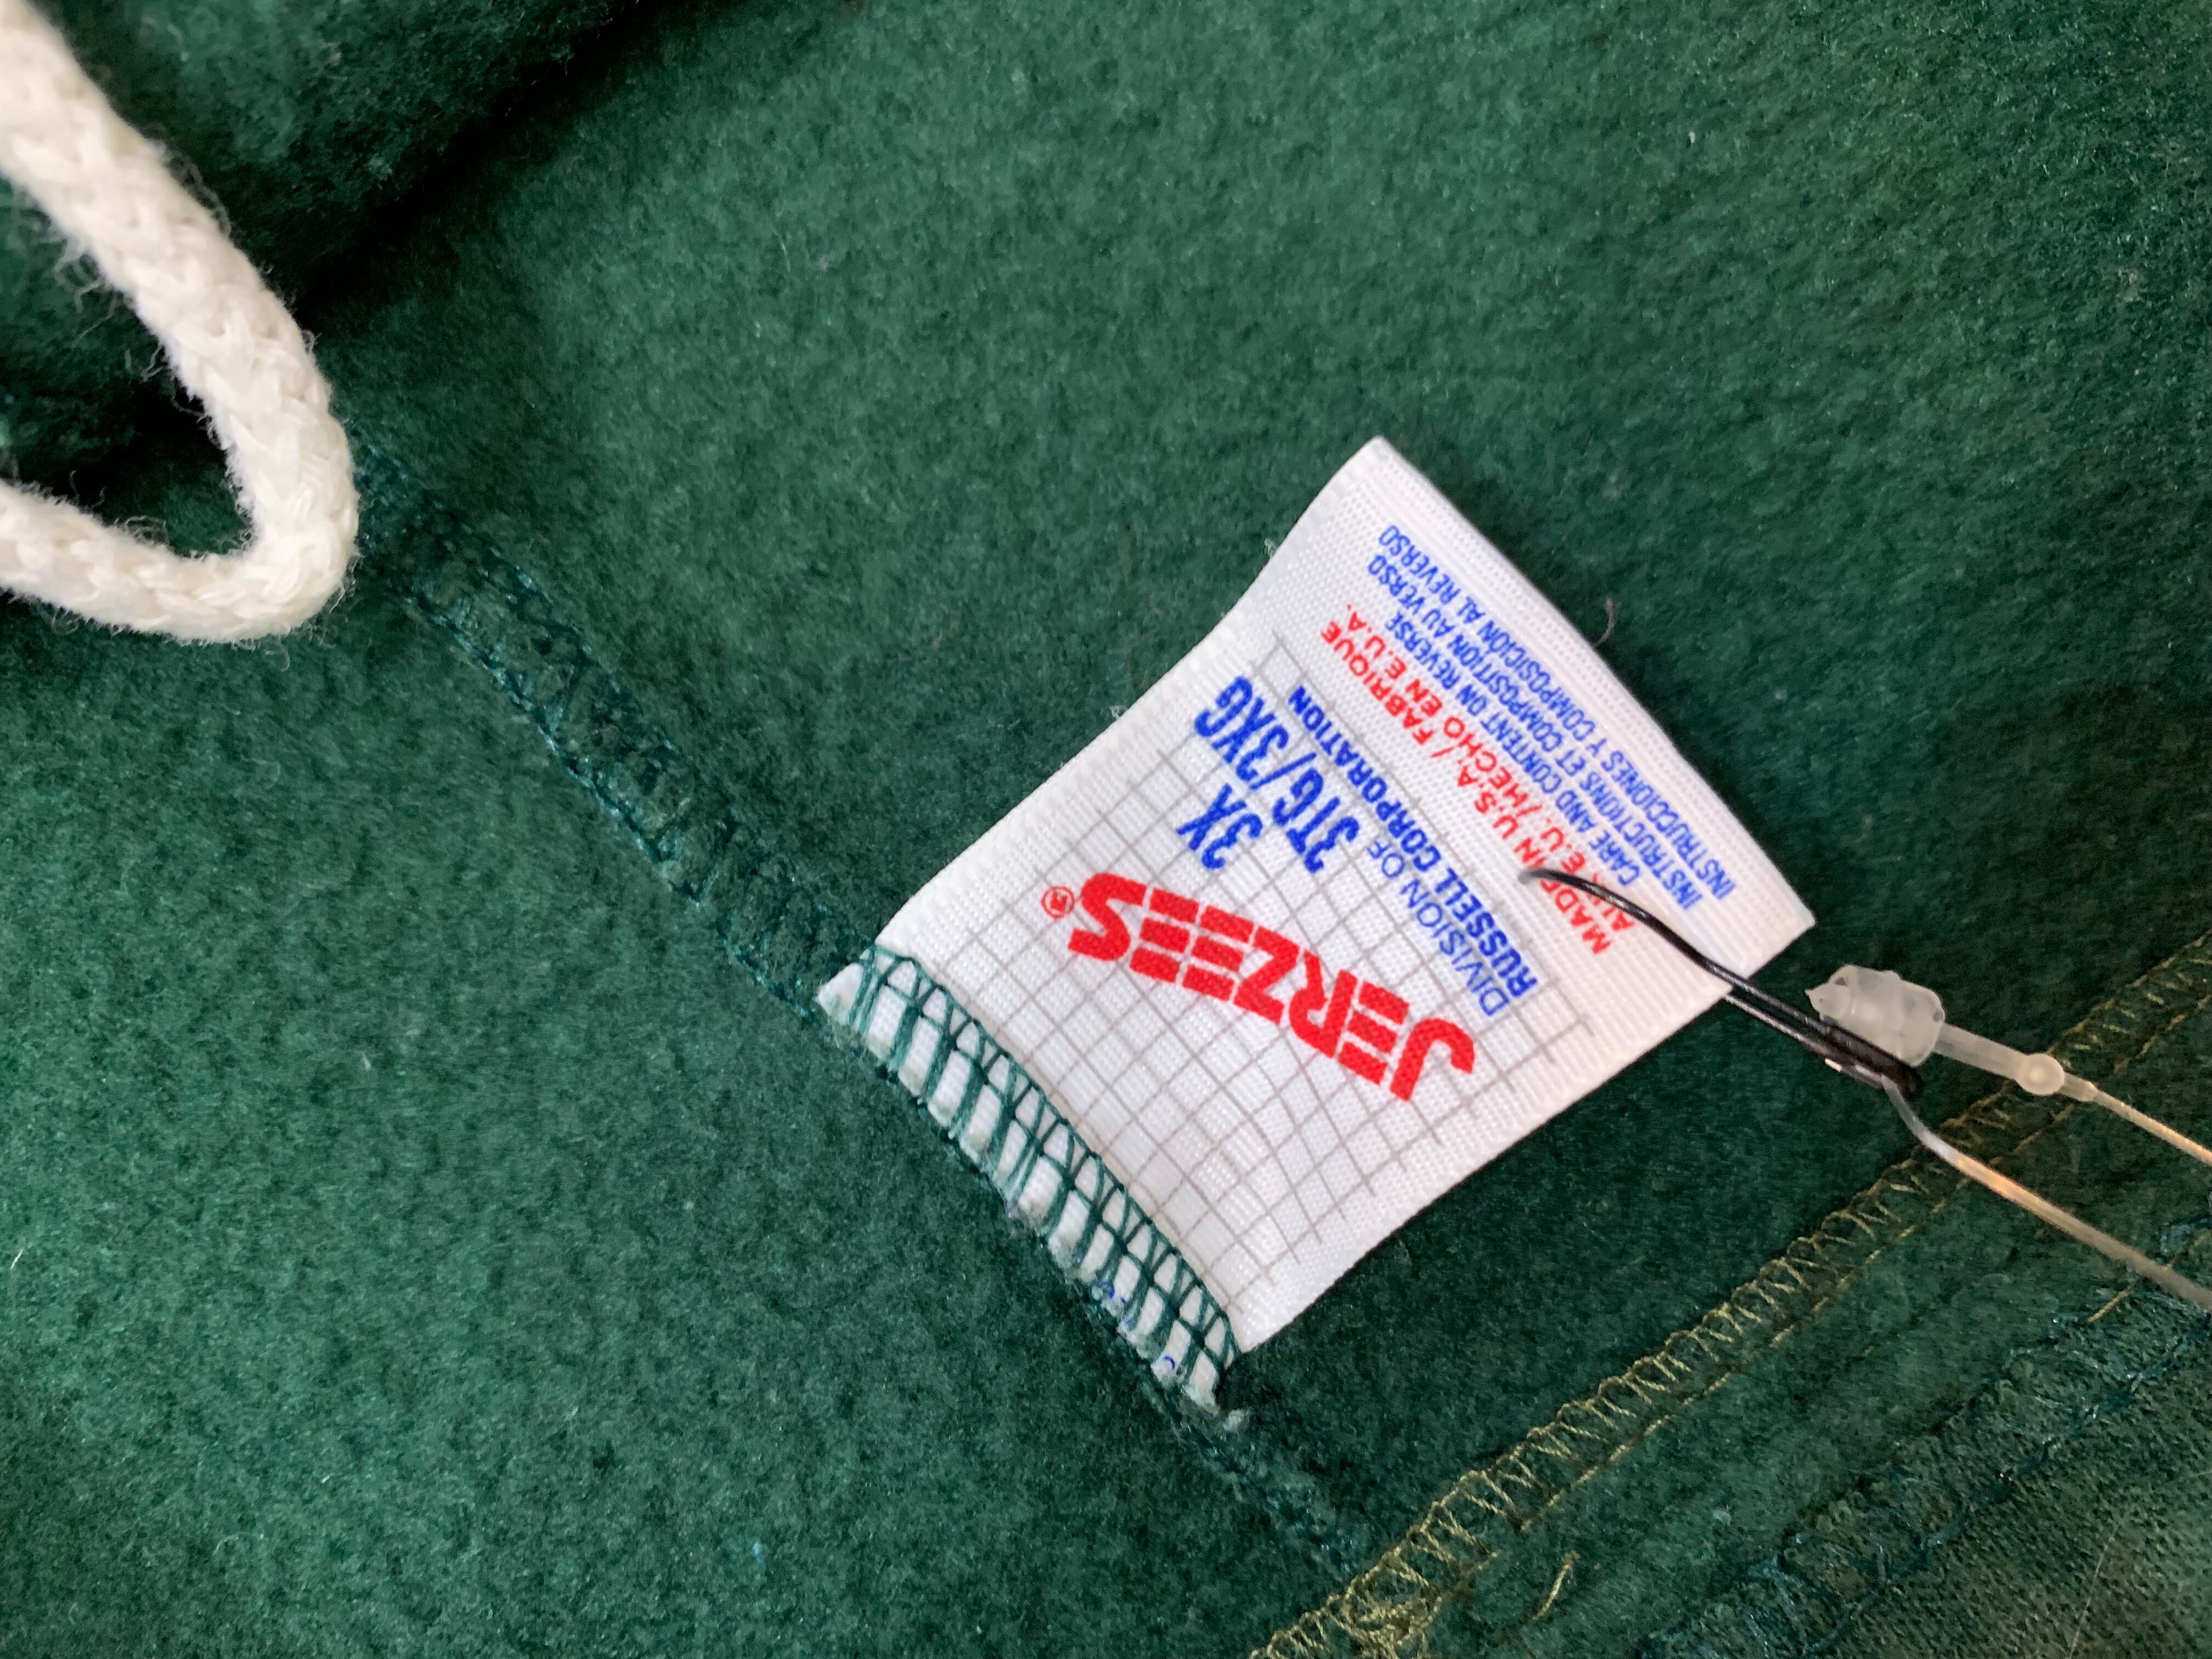 JERZEES®
3X
3TG/3XG
DIVISION OF
RUSSELL CORPORATION
MADE IN U.S.A./ FABRIQUE
AUX E.U./HECHO EN E.U.A.
CARE AND CONTENT ON REVERSE
INSTRUCTIONS ET COMPOSITION AU VERSO
INSTRUCCIONES Y COMPOSICIÓN AL REVERSO